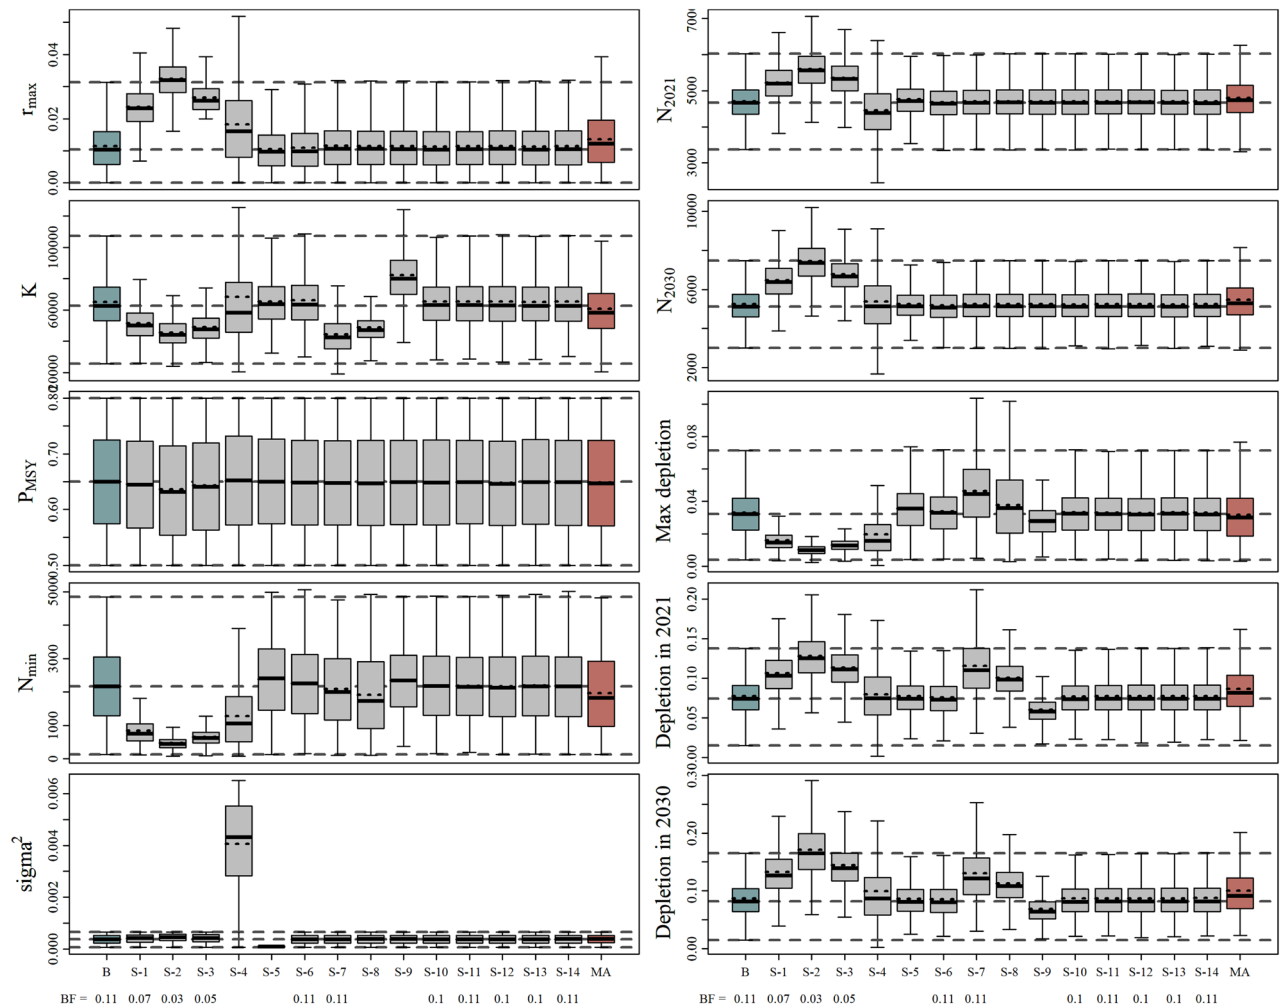 r_max
0.00 0.02 0.04
N_2021
3000 5000 7000
K
20000 60000 100000
N_2030
2000 6000 10000
P_MSY
0.50 0.60 0.70 0.80
Max depletion
0.00 0.04 0.08
N_min
0 1000 3000 5000
Depletion in 2021
0.00 0.05 0.10 0.15 0.20
sigma²
0.000 0.002 0.004 0.006
Depletion in 2030
0.00 0.10 0.20 0.30
B S-1 S-2 S-3 S-4 S-5 S-6 S-7 S-8 S-9 S-10 S-11 S-12 S-13 S-14 MA
BF = 0.11 0.07 0.03 0.05 0.11 0.11 0.1 0.11 0.1 0.1 0.11
B S-1 S-2 S-3 S-4 S-5 S-6 S-7 S-8 S-9 S-10 S-11 S-12 S-13 S-14 MA
BF = 0.11 0.07 0.03 0.05 0.11 0.11 0.1 0.11 0.1 0.1 0.11